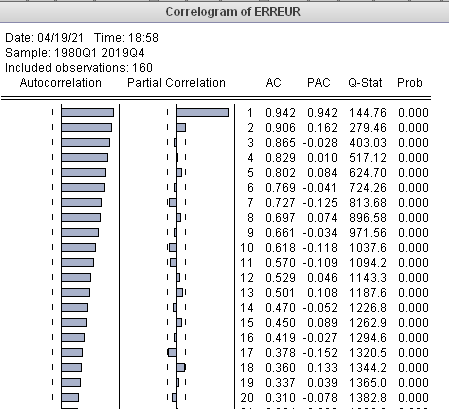 Correlogram of ERREUR
Date: 04/19/21 Time: 18:58
Sample: 1980Q1 2019Q4
Included observations: 160
Autocorrelation Partial Correlation AC PAC Q-Stat Prob
1 0.942 0.942 144.76 0.000
2 0.906 0.162 279.46 0.000
3 0.865 -0.028 403.03 0.000
4 0.829 0.010 517.12 0.000
5 0.802 0.084 624.70 0.000
6 0.769 -0.041 724.26 0.000
7 0.727 -0.125 813.68 0.000
8 0.697 0.074 896.58 0.000
9 0.661 -0.034 971.56 0.000
10 0.618 -0.118 1037.6 0.000
11 0.570 -0.109 1094.2 0.000
12 0.529 0.046 1143.3 0.000
13 0.501 0.108 1187.6 0.000
14 0.470 -0.052 1226.8 0.000
15 0.450 0.089 1262.9 0.000
16 0.419 -0.027 1294.6 0.000
17 0.378 -0.152 1320.5 0.000
18 0.360 0.133 1344.2 0.000
19 0.337 0.039 1365.0 0.000
20 0.310 -0.078 1382.8 0.000